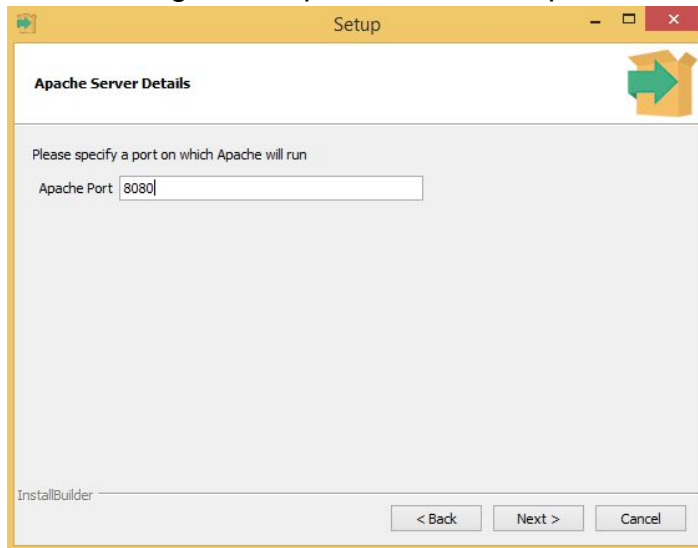 Setup
Apache Server Details
Please specify a port on which Apache will run
Apache Port 8080
InstallBuilder
< Back Next > Cancel